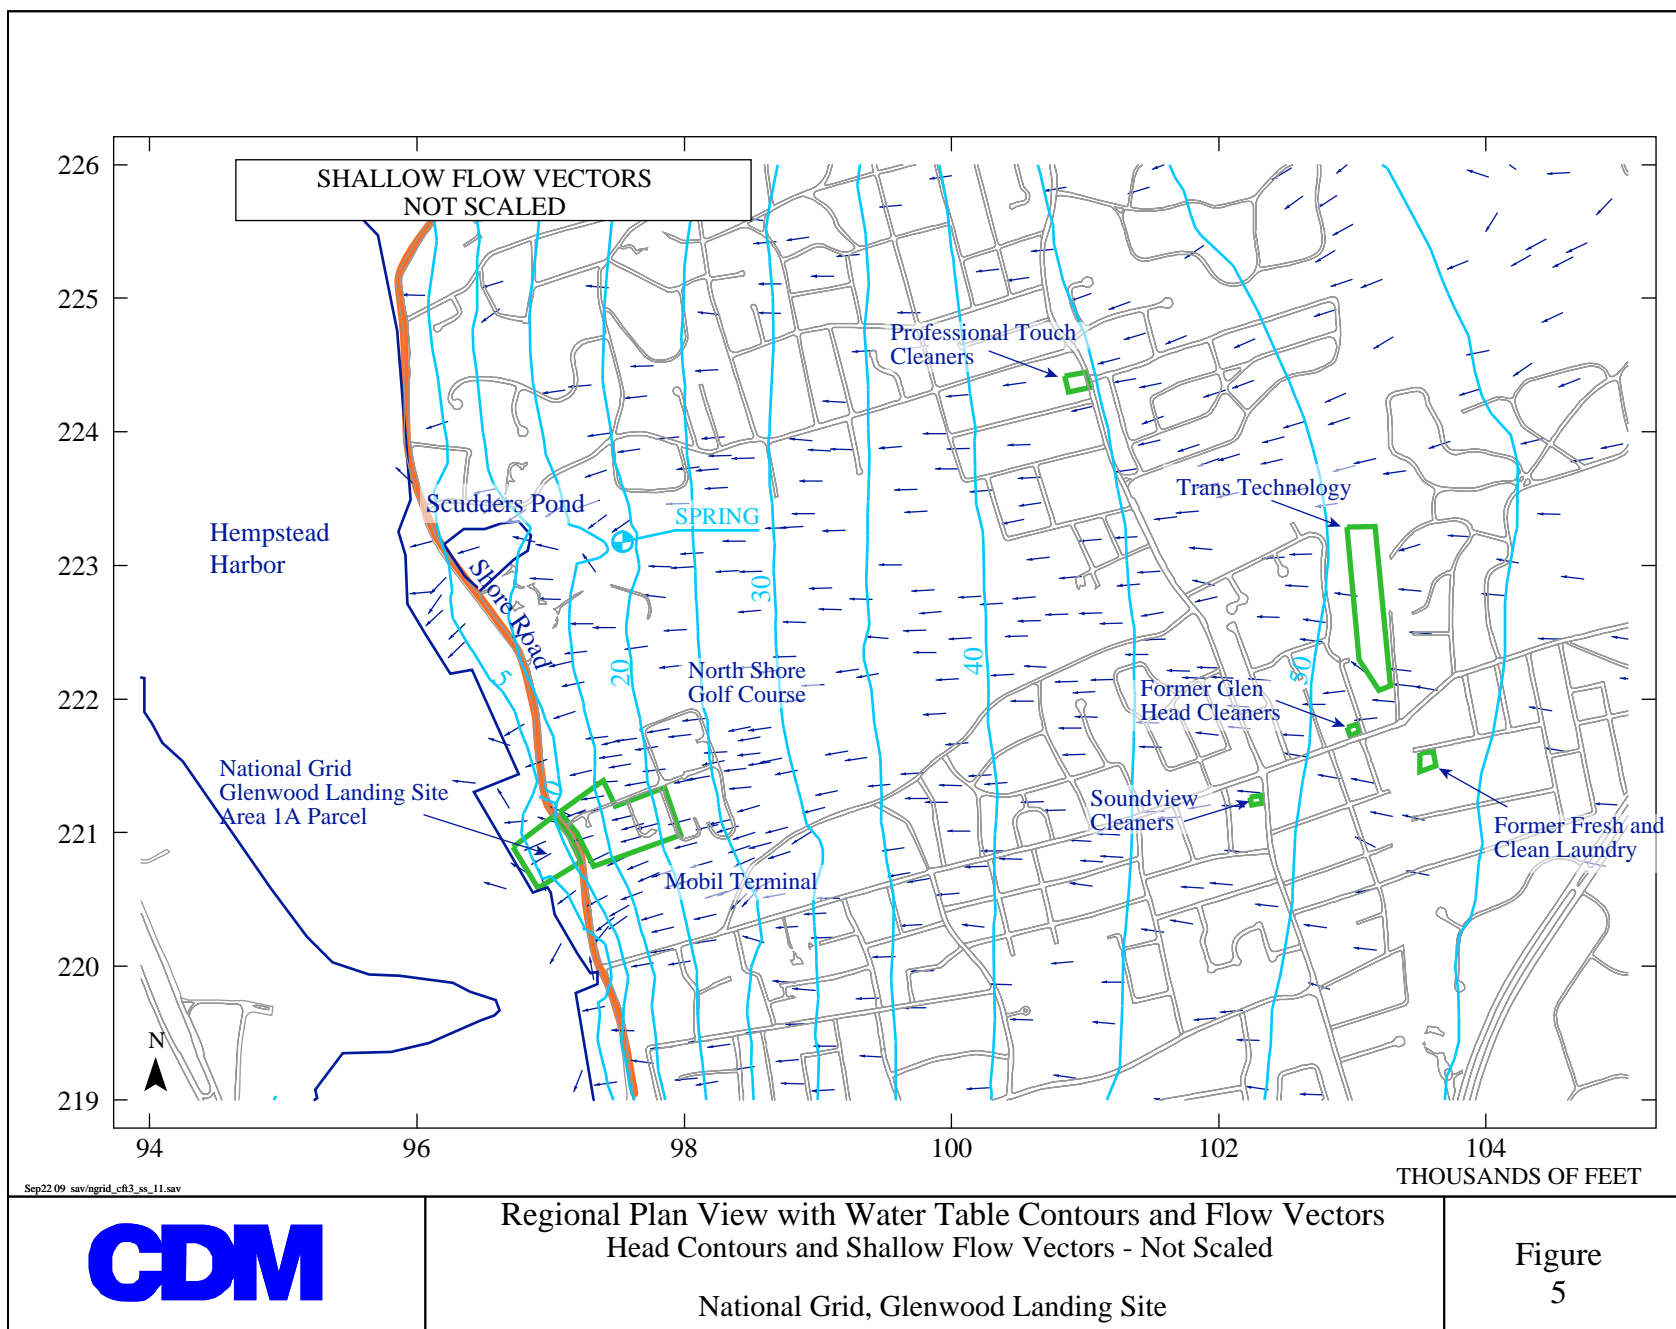 226
225
224
223
222
221
220
219
SHALLOW FLOW VECTORS
NOT SCALED
Professional Touch
Cleaners
Trans Technology
Scudders Pond
SPRING
Hempstead
Harbor
Shore Road
30
20
40
50
5
10
North Shore
Golf Course
Former Glen
Head Cleaners
National Grid
Glenwood Landing Site
Area 1A Parcel
Soundview
Cleaners
Former Fresh and
Clean Laundry
Mobil Terminal
N
94
96
98
100
102
104
THOUSANDS OF FEET
Sep22 09 sav/ngrid_cft3_ss_11.sav
CDM
Regional Plan View with Water Table Contours and Flow Vectors
Head Contours and Shallow Flow Vectors - Not Scaled
National Grid, Glenwood Landing Site
Figure
5